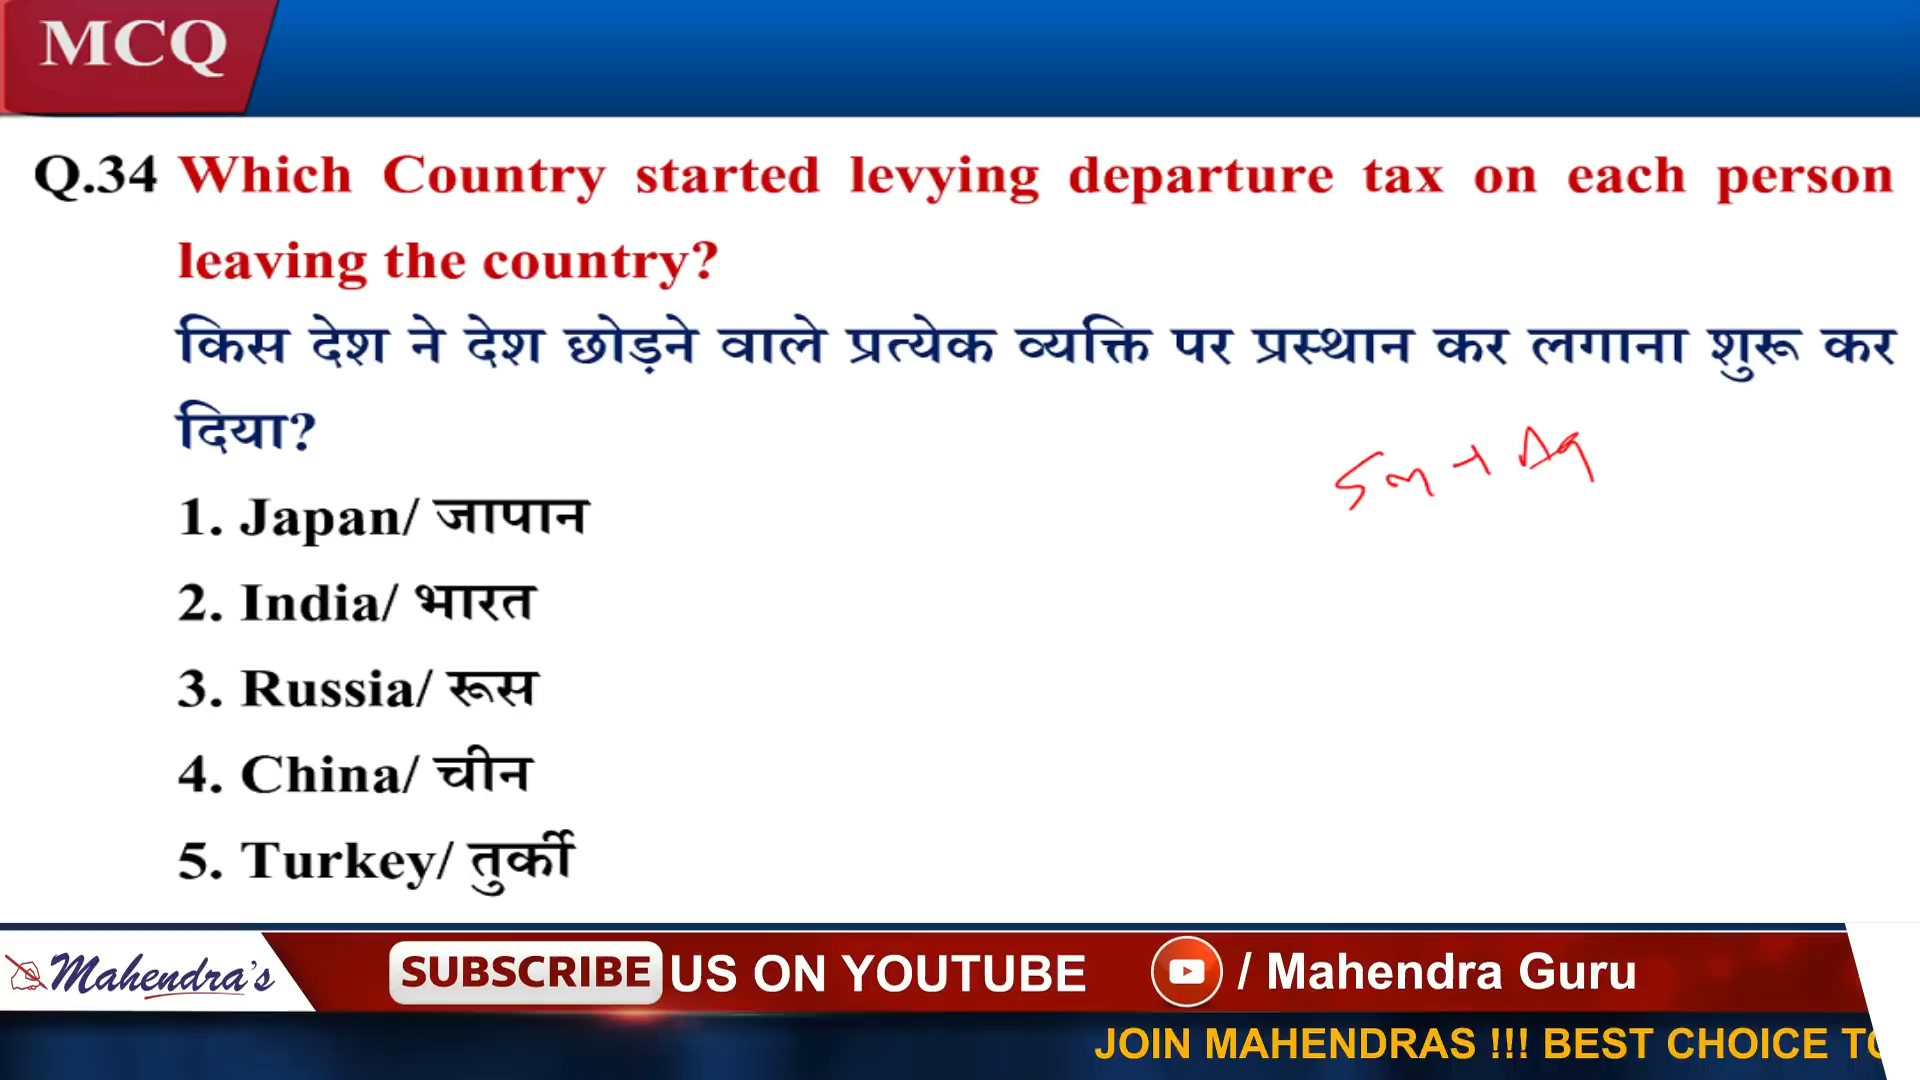 MCQ
Q.34 Which Country started levying departure tax on each person
leaving the country?
किस देश ने देश छोड़ने वाले प्रत्येक व्यक्ति पर प्रस्थान कर लगाना शुरू कर
दिया?
1. Japan/ जापान
2. India/ भारत
3. Russia/ रूस
4. China/ चीन
5. Turkey/ तुर्की
Mahendra's SUBSCRIBE US ON YOUTUBE / Mahendra Guru
JOIN MAHENDRAS !!! BEST CHOICE TO